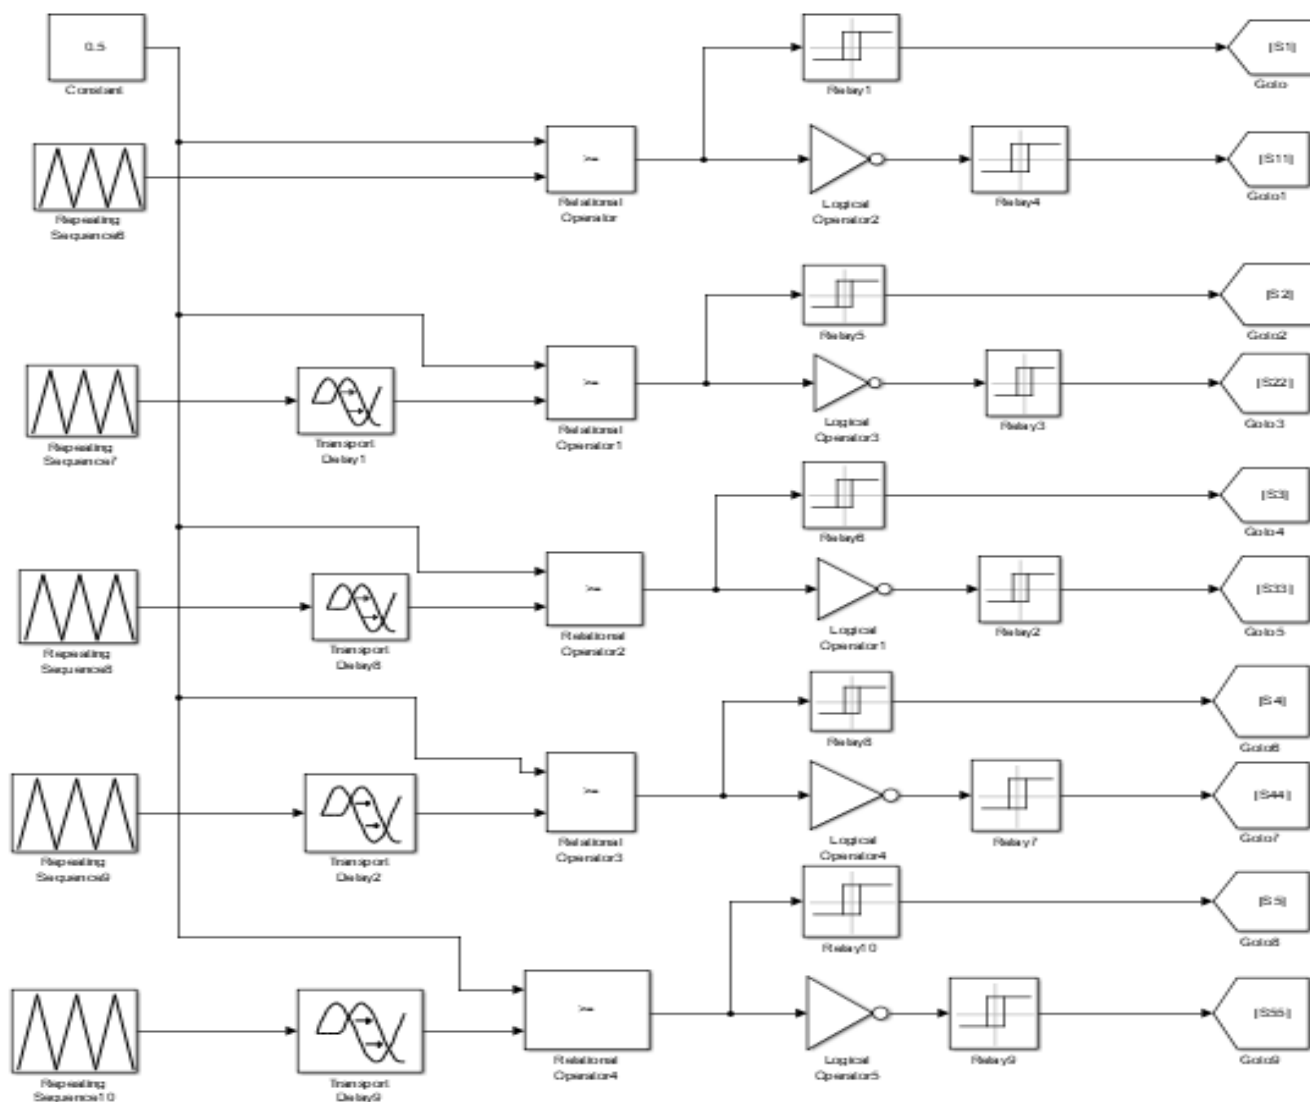 0.5
Constant
Repeating
Sequence6
>=
Relational
Operator
Relay1
[S1]
Goto
Logical
Operator2
Relay4
[S11]
Goto1
Repeating
Sequence7
Transport
Delay1
>=
Relational
Operator1
Relay5
[S2]
Goto2
Logical
Operator3
Relay3
[S22]
Goto3
Repeating
Sequence8
Transport
Delay8
>=
Relational
Operator2
Relay6
[S3]
Goto4
Logical
Operator1
Relay2
[S33]
Goto5
Repeating
Sequence9
Transport
Delay2
>=
Relational
Operator3
Relay8
[S4]
Goto6
Logical
Operator4
Relay7
[S44]
Goto7
Repeating
Sequence10
Transport
Delay9
>=
Relational
Operator4
Relay10
[S5]
Goto8
Logical
Operator5
Relay9
[S55]
Goto9